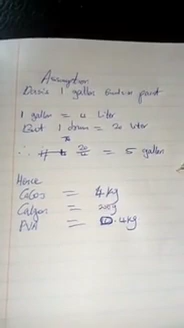 Assumption
Basis 1 gallon emulsion paint
1 gallon = 4 liter
But 1 drum = 20 liter
∴ 20/4 = 5 gallon
Hence
CaCO3 = 4kg
Calgon = 200g
PVA = 0.4kg